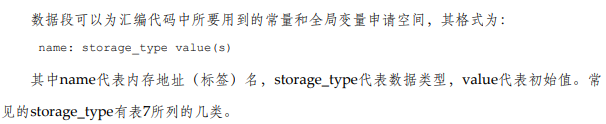 数据段可以为汇编代码中所要用到的常量和全局变量申请空间，其格式为：
name: storage_type value(s)
其中name代表内存地址（标签）名，storage_type代表数据类型，value代表初始值。常
见的storage_type有表7所列的几类。